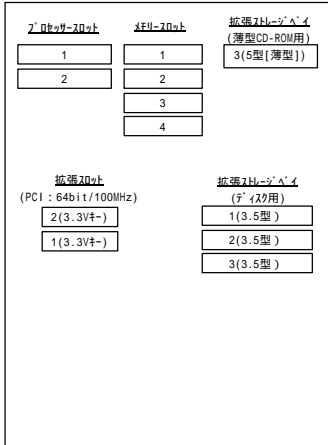 ﾌﾟﾛｾｯｻｰｽﾛｯﾄ
1
2
ﾒﾓﾘｰｽﾛｯﾄ
1
2
3
4
拡張ｽﾄﾚｰｼﾞﾍﾞｲ
(薄型CD-ROM用)
3(5型[薄型])
拡張ｽﾛｯﾄ
(PCI：64bit/100MHz)
2(3.3Vｷｰ)
1(3.3Vｷｰ)
拡張ｽﾄﾚｰｼﾞﾍﾞｲ
(ﾃﾞｨｽｸ用)
1(3.5型)
2(3.5型)
3(3.5型)